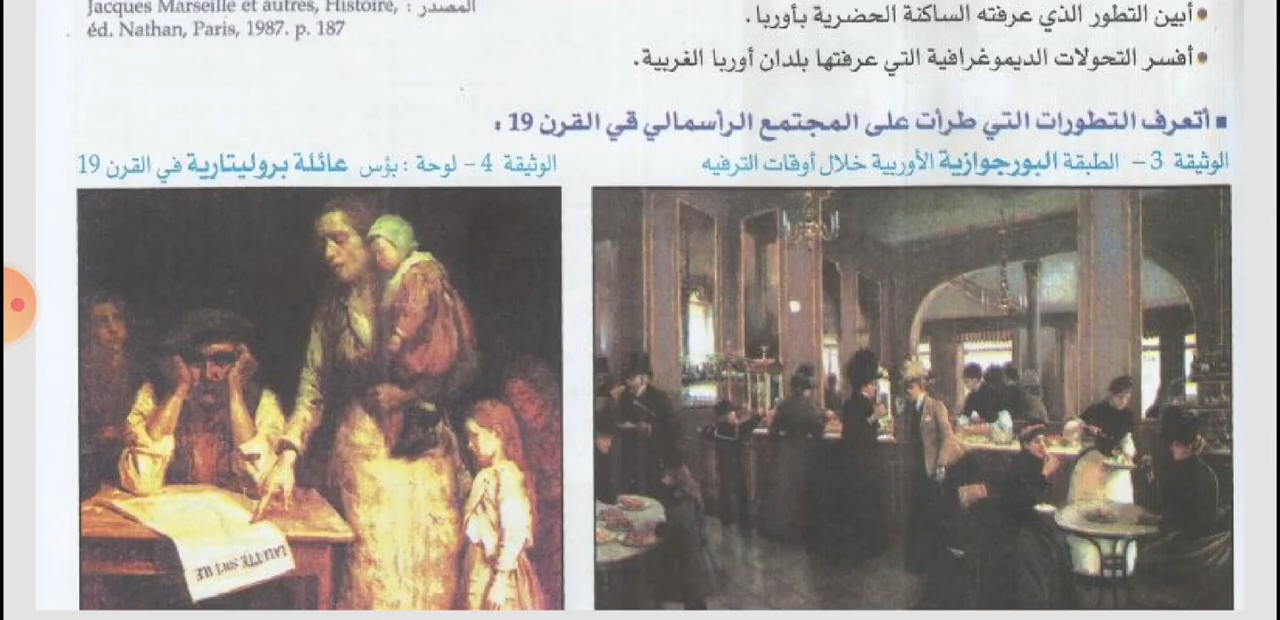 أبين التطور الذي عرفته الساكنة الحضرية بأوربا.
أفسر التحولات الديموغرافية التي عرفتها بلدان أوربا الغربية.
المصدر : Jacques Marseille et autres, Histoire,
éd. Nathan, Paris, 1987. p. 187
أتعرف التطورات التي طرأت على المجتمع الرأسمالي في القرن 19 :
الوثيقة 3 - الطبقة البورجوازية الأوربية خلال أوقات الترفيه
الوثيقة 4 - لوحة : بؤس عائلة بروليتارية في القرن 19